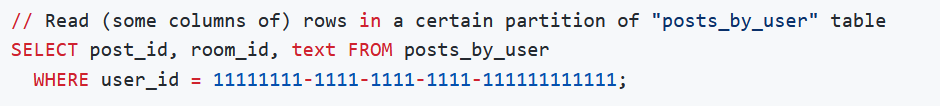 // Read (some columns of) rows in a certain partition of "posts_by_user" table
SELECT post_id, room_id, text FROM posts_by_user
  WHERE user_id = 11111111-1111-1111-1111-111111111111;